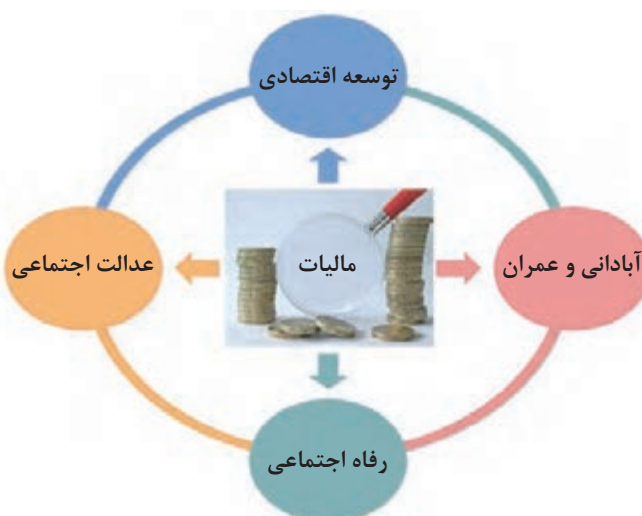 توسعه اقتصادی
آبادانی و عمران
مالیات
عدالت اجتماعی
رفاه اجتماعی